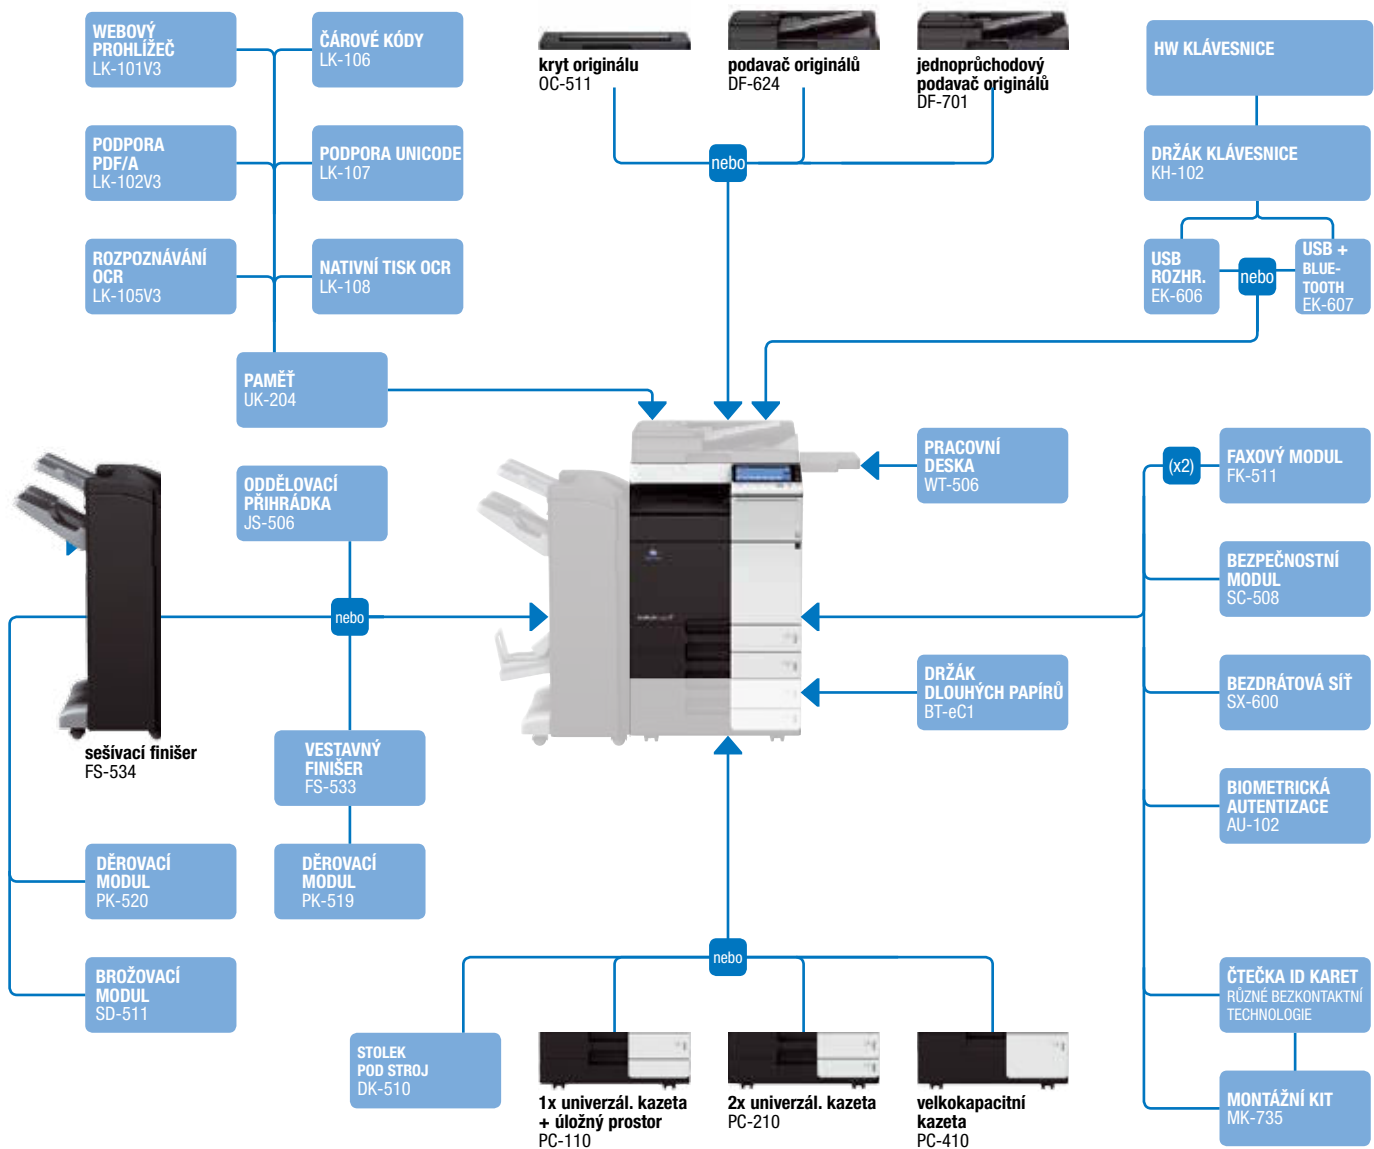 WEBOVÝ
PROHLÍŽEČ
LK-101V3
ČÁROVÉ KÓDY
LK-106
PODPORA
PDF/A
LK-102V3
PODPORA UNICODE
LK-107
ROZPOZNÁVÁNÍ
OCR
LK-105V3
NATIVNÍ TISK OCR
LK-108
PAMĚŤ
UK-204
kryt originálu
OC-511
podavač originálů
DF-624
jednoprůchodový
podavač originálů
DF-701
nebo
HW KLÁVESNICE
DRŽÁK KLÁVESNICE
KH-102
USB
ROZHR.
EK-606
nebo
USB +
BLUE-
TOOTH
EK-607
ODDĚLOVACÍ
PŘIHRÁDKA
JS-506
nebo
sešívací finišer
FS-534
VESTAVNÝ
FINIŠER
FS-533
DĚROVACÍ
MODUL
PK-520
DĚROVACÍ
MODUL
PK-519
BROŽOVACÍ
MODUL
SD-511
PRACOVNÍ
DESKA
WT-506
DRŽÁK
DLOUHÝCH PAPÍRŮ
BT-eC1
(x2)
FAXOVÝ MODUL
FK-511
BEZPEČNOSTNÍ
MODUL
SC-508
BEZDRÁTOVÁ SÍŤ
SX-600
BIOMETRICKÁ
AUTENTIZACE
AU-102
ČTEČKA ID KARET
RŮZNÉ BEZKONTAKTNÍ
TECHNOLOGIE
MONTÁŽNÍ KIT
MK-735
nebo
STOLEK
POD STROJ
DK-510
1x univerzál. kazeta
+ úložný prostor
PC-110
2x univerzál. kazeta
PC-210
velkokapacitní
kazeta
PC-410